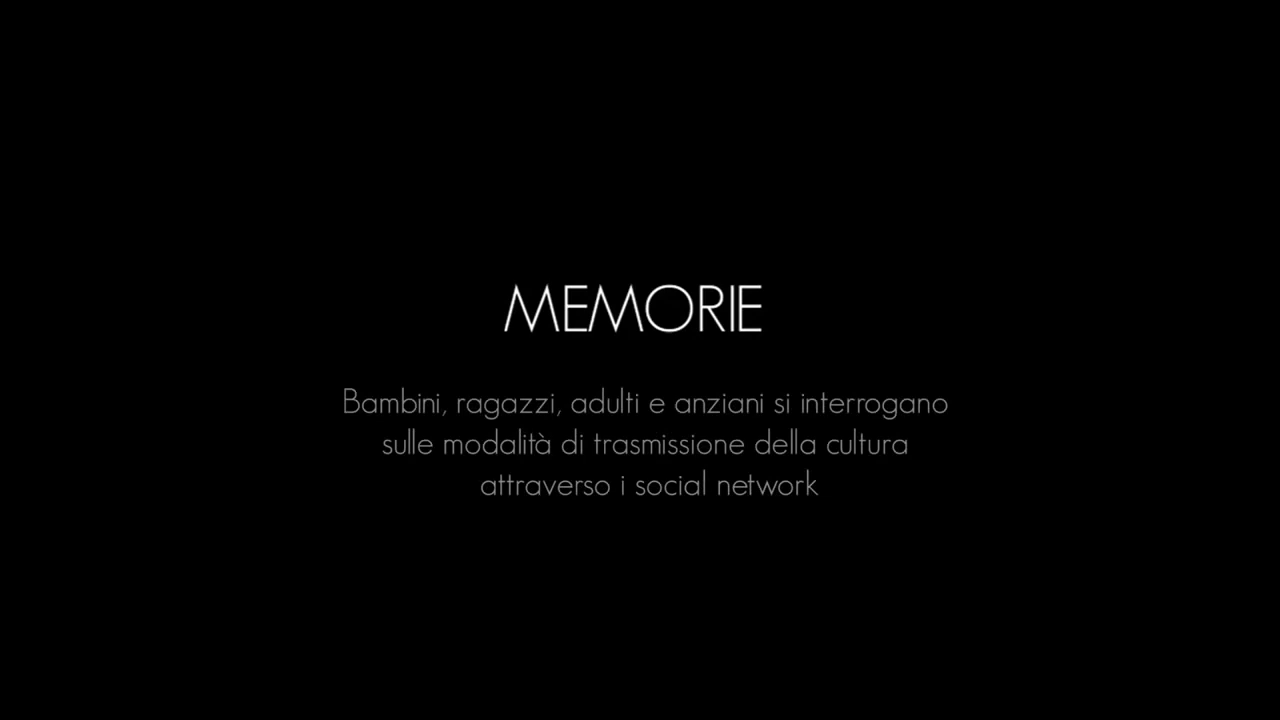 MEMORIE
Bambini, ragazzi, adulti e anziani si interrogano
sulle modalità di trasmissione della cultura
attraverso i social network